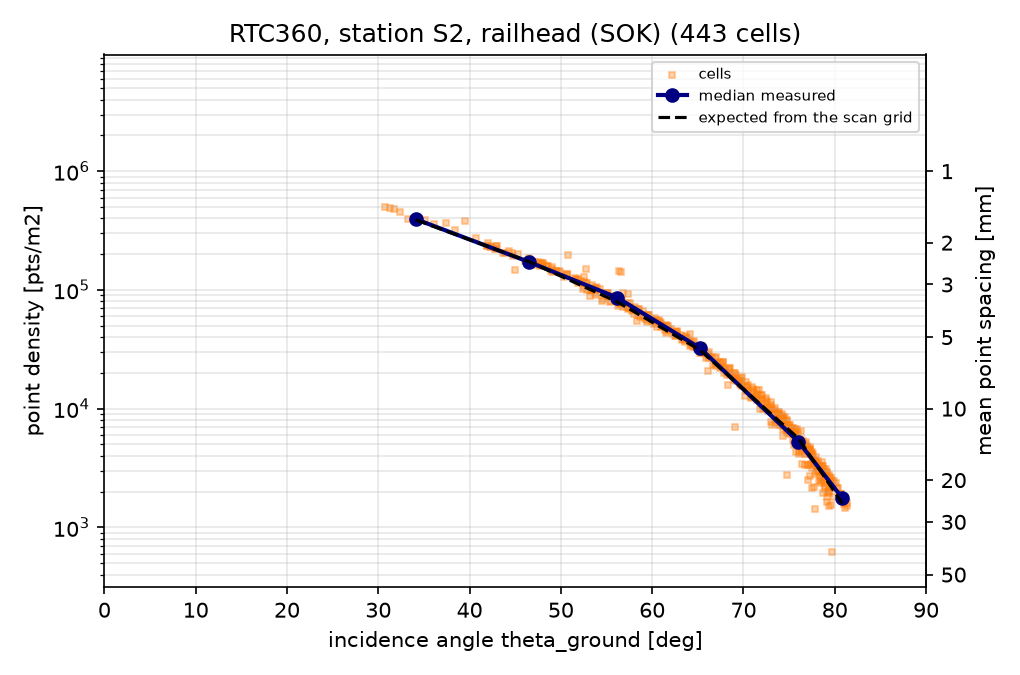 RTC360, station S2, railhead (SOK) (443 cells)
cells
median measured
expected from the scan grid
point density [pts/m2]
10^6
10^5
10^4
10^3
1
2
3
5
10
20
30
50
mean point spacing [mm]
0 10 20 30 40 50 60 70 80 90
incidence angle theta_ground [deg]